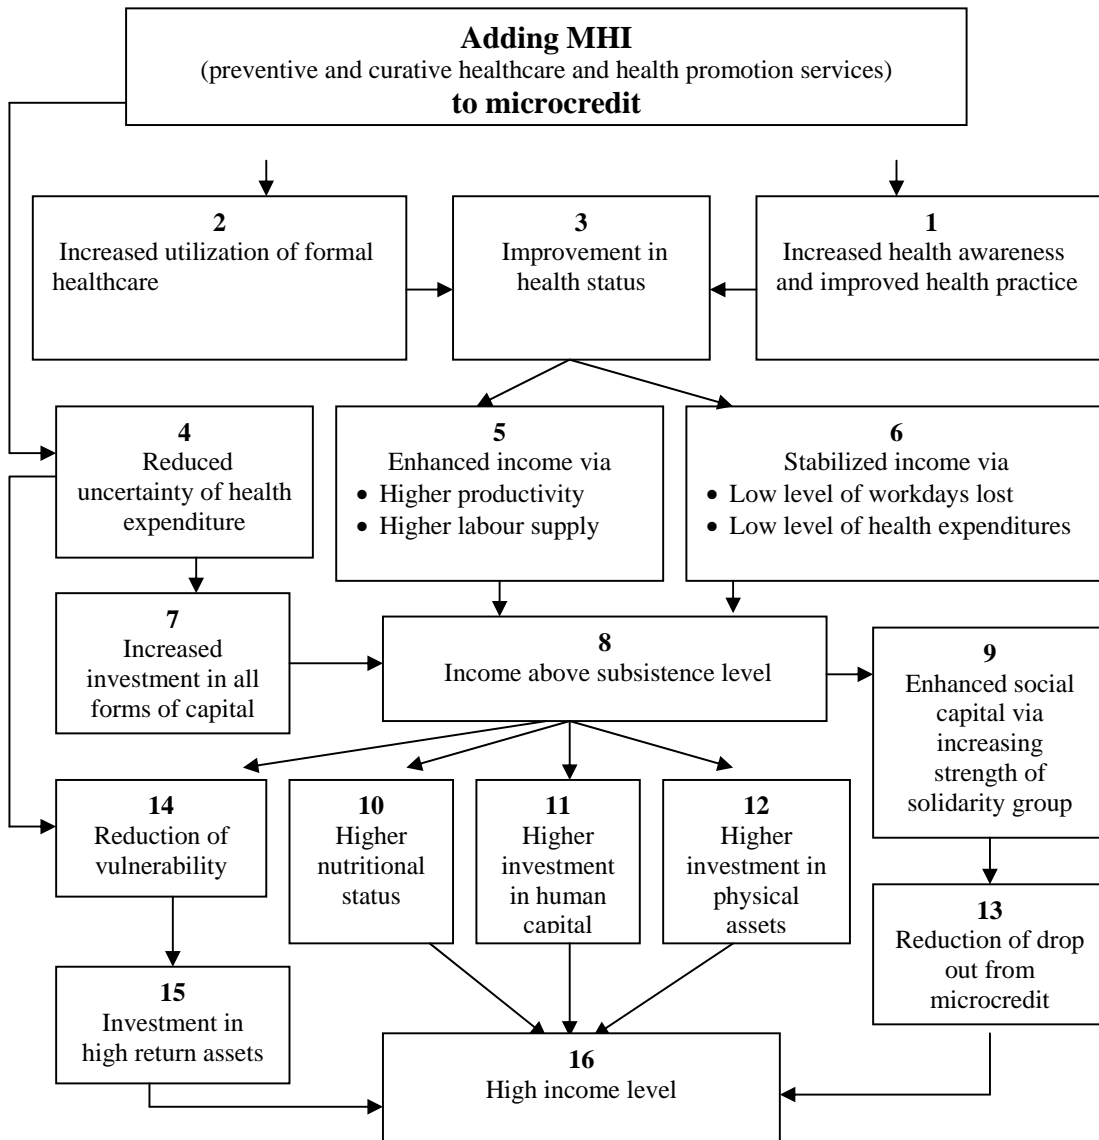 Adding MHI
(preventive and curative healthcare and health promotion services)
to microcredit
2
Increased utilization of formal
healthcare
3
Improvement in
health status
1
Increased health awareness
and improved health practice
4
Reduced
uncertainty of health
expenditure
5
Enhanced income via
• Higher productivity
• Higher labour supply
6
Stabilized income via
• Low level of workdays lost
• Low level of health expenditures
7
Increased
investment in all
forms of capital
8
Income above subsistence level
9
Enhanced social
capital via
increasing
strength of
solidarity group
14
Reduction of
vulnerability
10
Higher
nutritional
status
11
Higher
investment
in human
capital
12
Higher
investment in
physical
assets
13
Reduction of drop
out from
microcredit
15
Investment in
high return assets
16
High income level